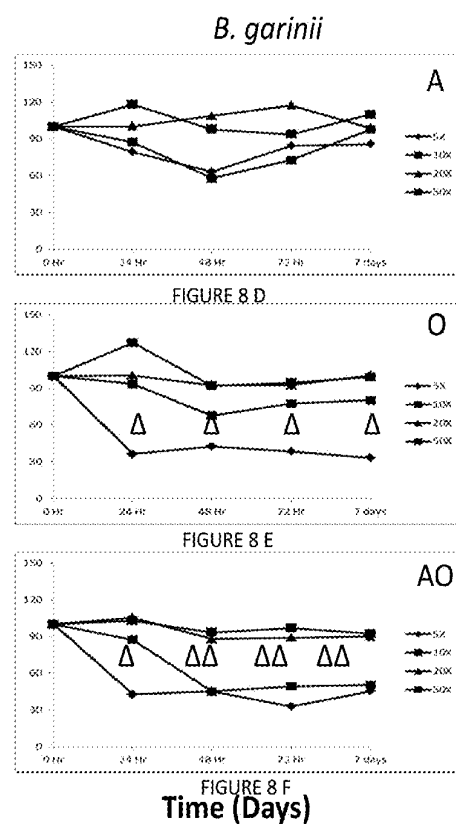 B. garinii
A
150
120
90
60
30
0
0 Hr 24 Hr 48 Hr 72 Hr 7 days
5X
10X
20X
50X
FIGURE 8 D
O
150
120
90
60
30
0
0 Hr 24 Hr 48 Hr 72 Hr 7 days
5X
10X
20X
50X
Δ Δ Δ Δ
FIGURE 8 E
AO
150
120
90
60
30
0
0 Hr 24 Hr 48 Hr 72 Hr 7 days
5X
10X
20X
50X
Δ ΔΔ ΔΔ ΔΔ
FIGURE 8 F
Time (Days)